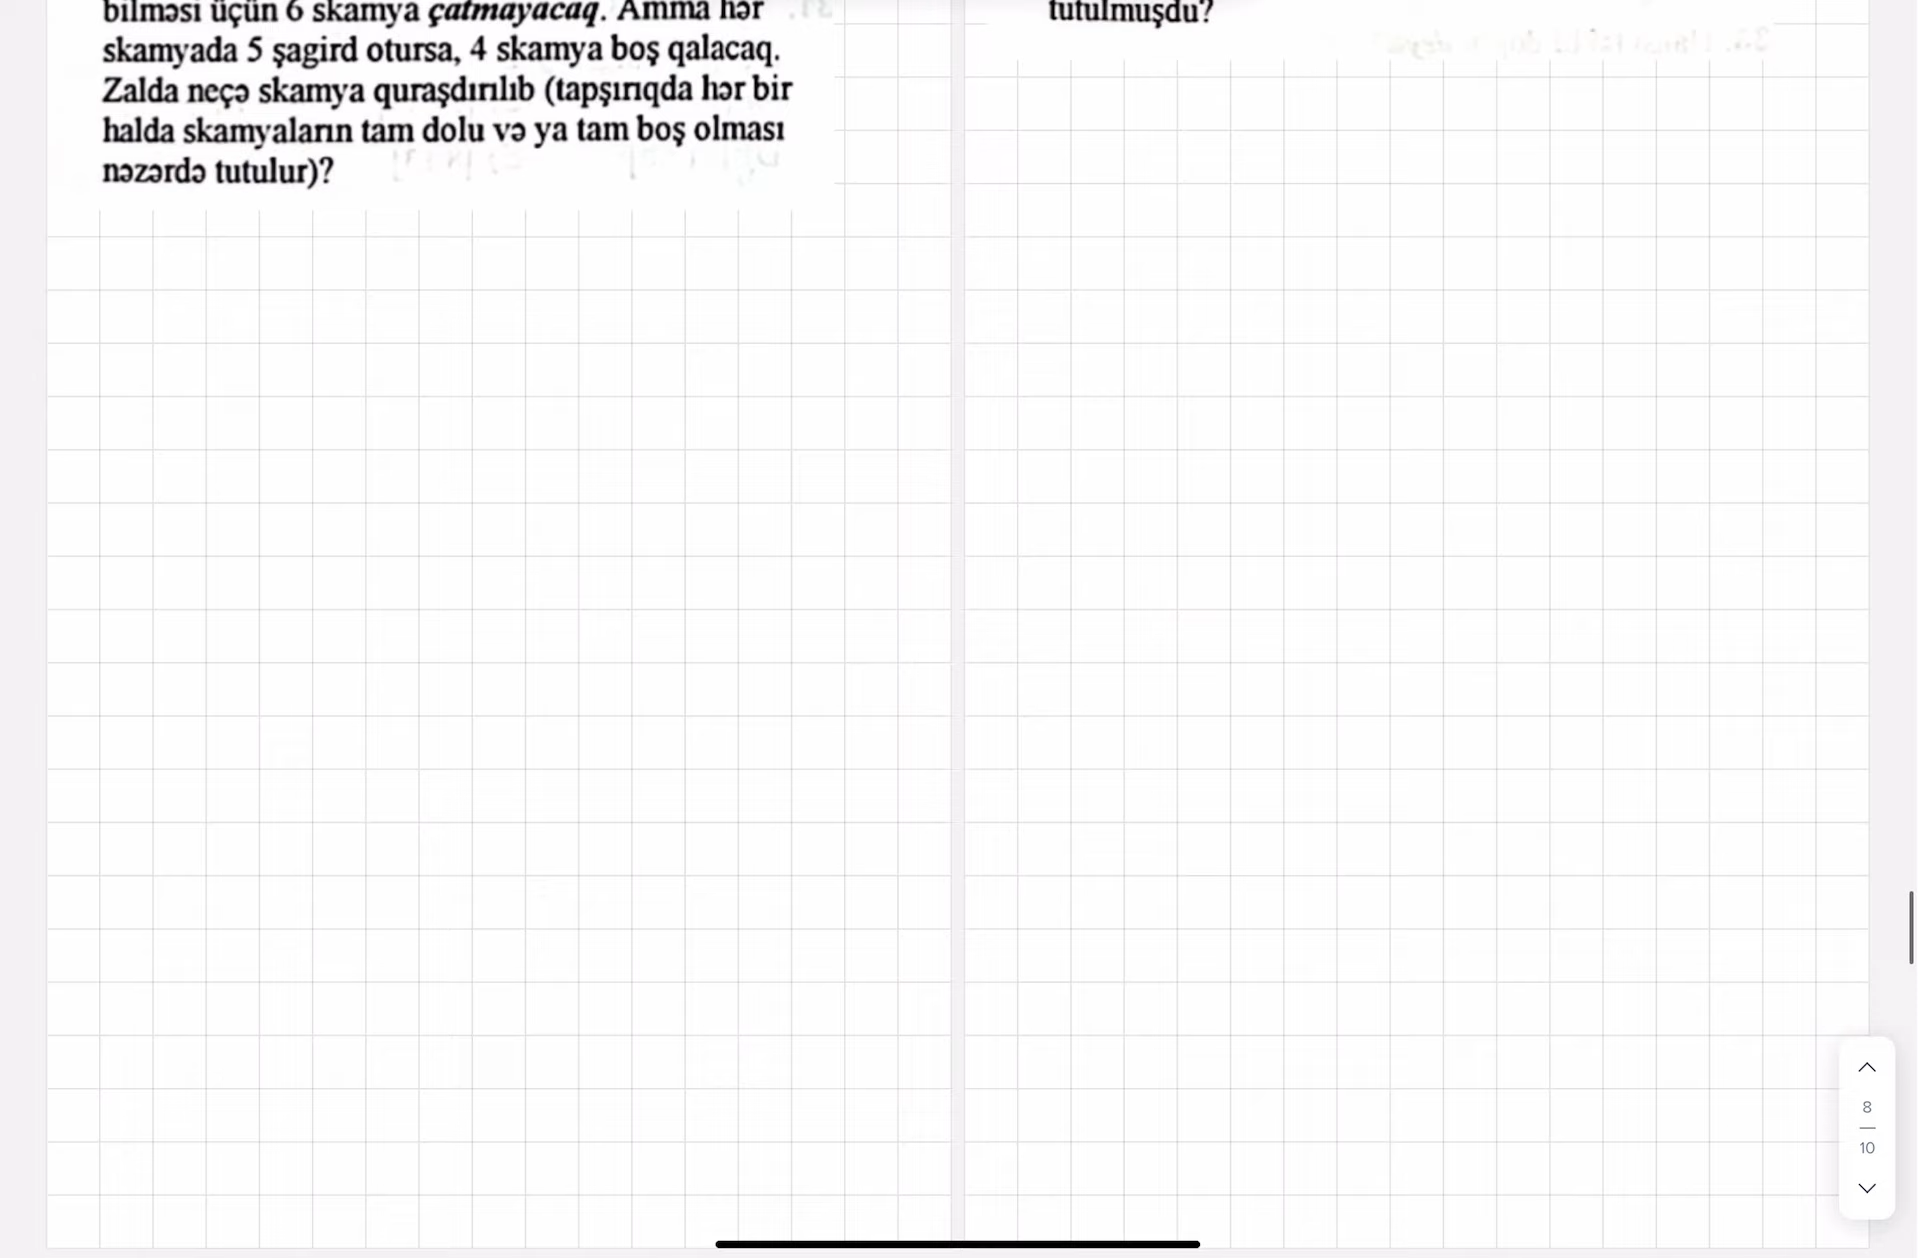 bilməsi üçün 6 skamya çatmayacaq. Amma hər
skamyada 5 şagird otursa, 4 skamya boş qalacaq.
Zalda neçə skamya quraşdırılıb (tapşırıqda hər bir
halda skamyaların tam dolu və ya tam boş olması
nəzərdə tutulur)?
tutulmuşdu?
8
10